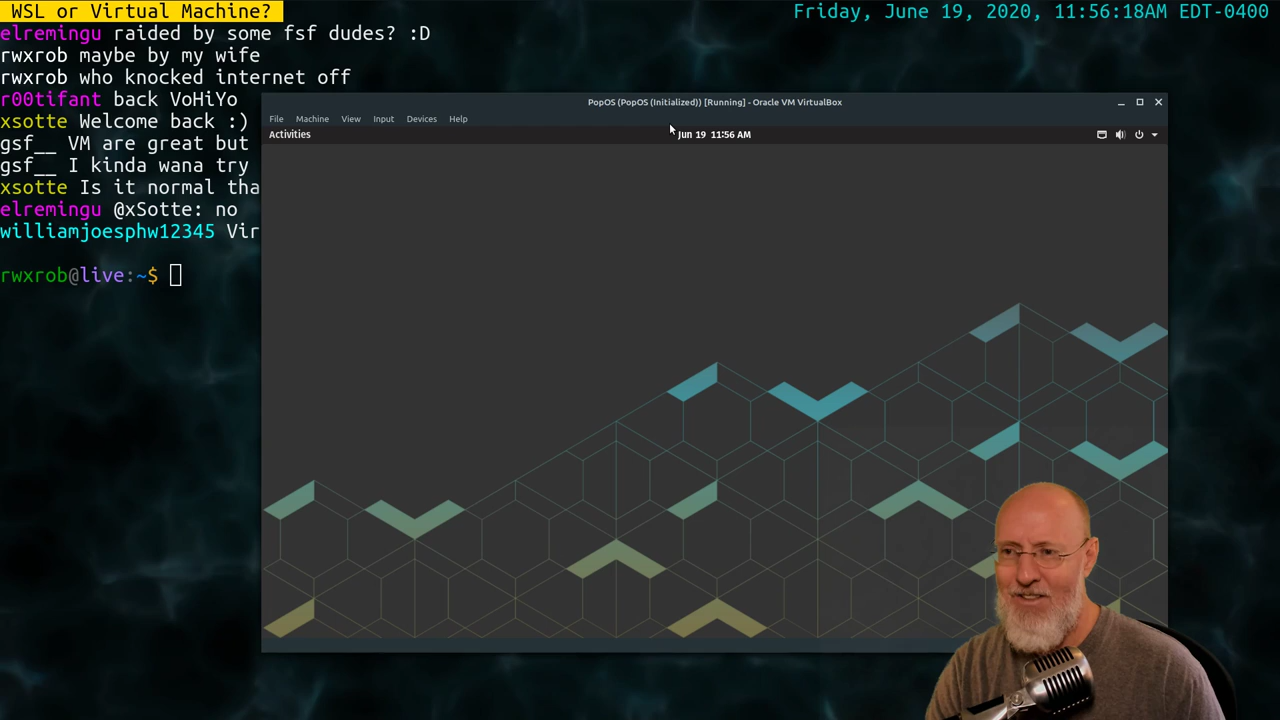 WSL or Virtual Machine?
Friday, June 19, 2020, 11:56:18AM EDT-0400
elremingu raided by some fsf dudes? :D
rwxrob maybe by my wife
rwxrob who knocked internet off
r00tifant back VoHiYo
xsotte Welcome back :)
gsf__ VM are great but
gsf__ I kinda wana try
xsotte Is it normal tha
elremingu @xSotte: no
williamjoesphw12345 Vir
rwxrob@live:~$
PopOS (PopOS (Initialized)) [Running] - Oracle VM VirtualBox
File Machine View Input Devices Help
Activities Jun 19 11:56 AM